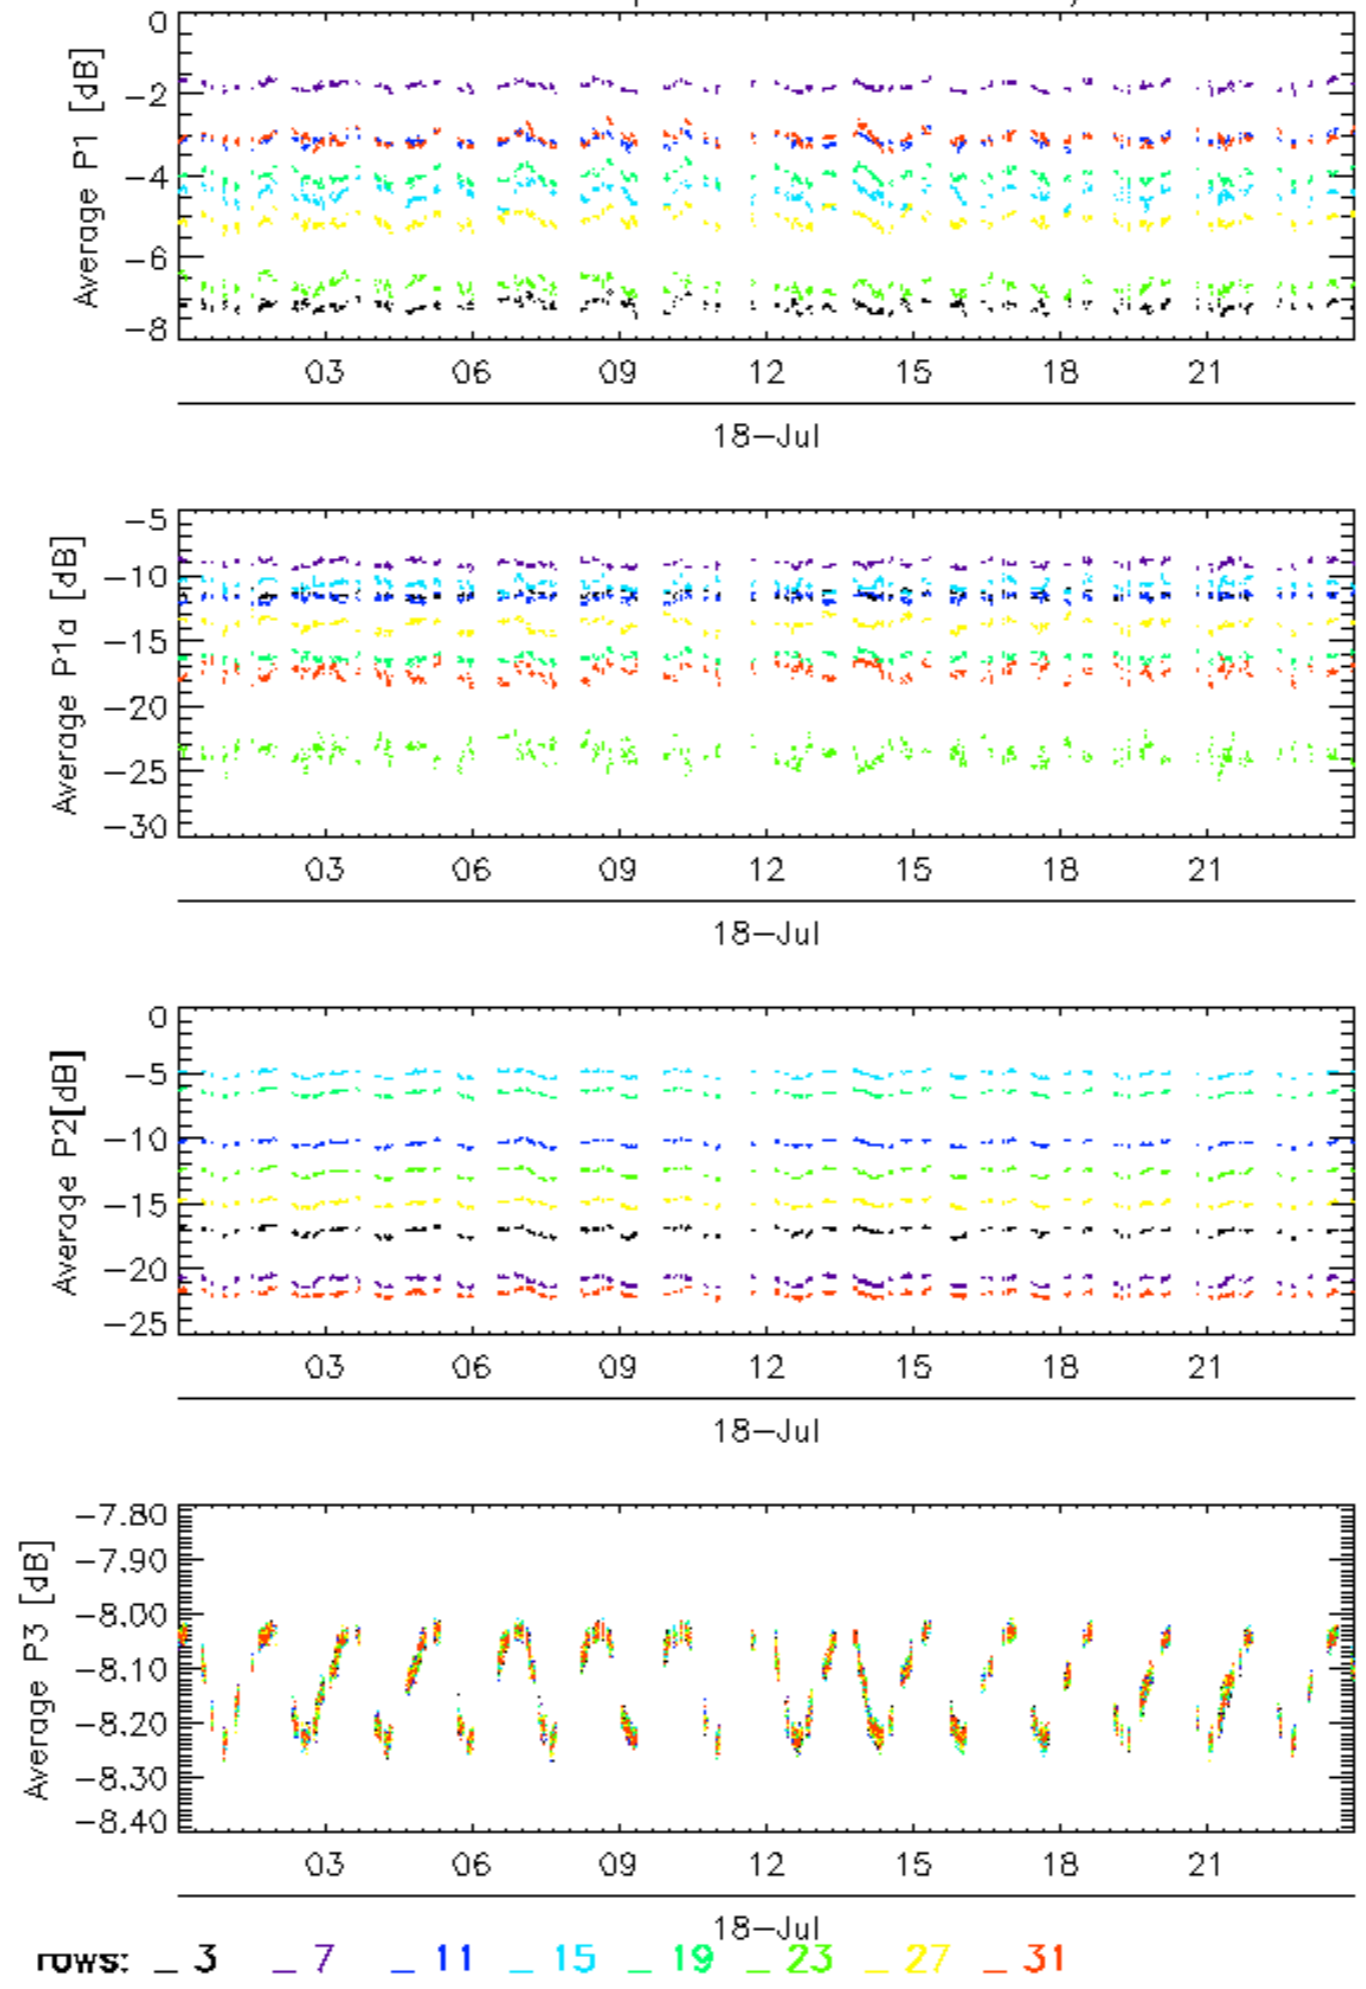 0
−2
−4
−6
−8
Average P1 [dB]
03 06 09 12 15 18 21
18−Jul
−5
−10
−15
−20
−25
−30
Average P1a [dB]
03 06 09 12 15 18 21
18−Jul
0
−5
−10
−15
−20
−25
Average P2[dB]
03 06 09 12 15 18 21
18−Jul
−7.80
−7.90
−8.00
−8.10
−8.20
−8.30
−8.40
Average P3 [dB]
03 06 09 12 15 18 21
18−Jul
rows: _ 3 _ 7 _ 11 _ 15 _ 19 _ 23 _ 27 _ 31